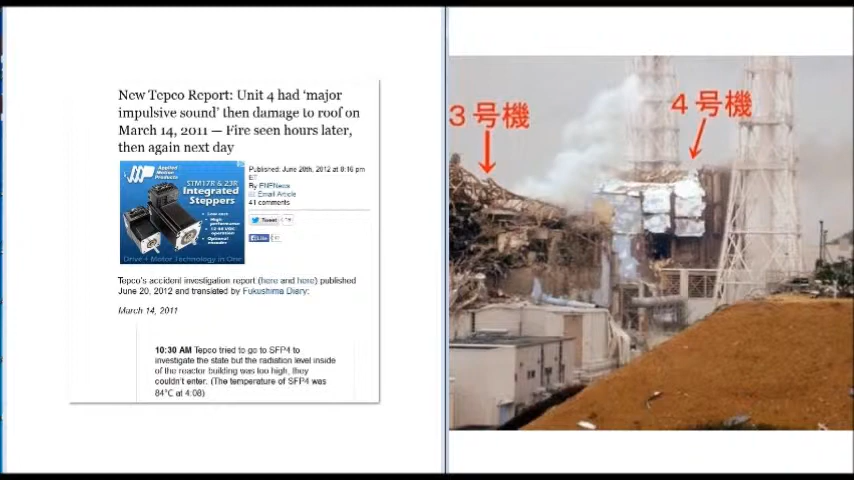 New Tepco Report: Unit 4 had ‘major
impulsive sound’ then damage to roof on
March 14, 2011 — Fire seen hours later,
then again next day
Applied
Motion
Products
STM17R & 23R
Integrated
Steppers
Drive + Motor Technology in One
Published: June 20th, 2012 at 8:16 pm
ET
By ENENews
Email Article
41 comments
Tweet
Like
Tepco's accident investigation report (here and here) published
June 20, 2012 and translated by Fukushima Diary:
March 14, 2011
10:30 AM Tepco tried to go to SFP4 to
investigate the state but the radiation level inside
of the reactor building was too high, they
couldn't enter. (The temperature of SFP4 was
84℃ at 4:08)
3号機
4号機